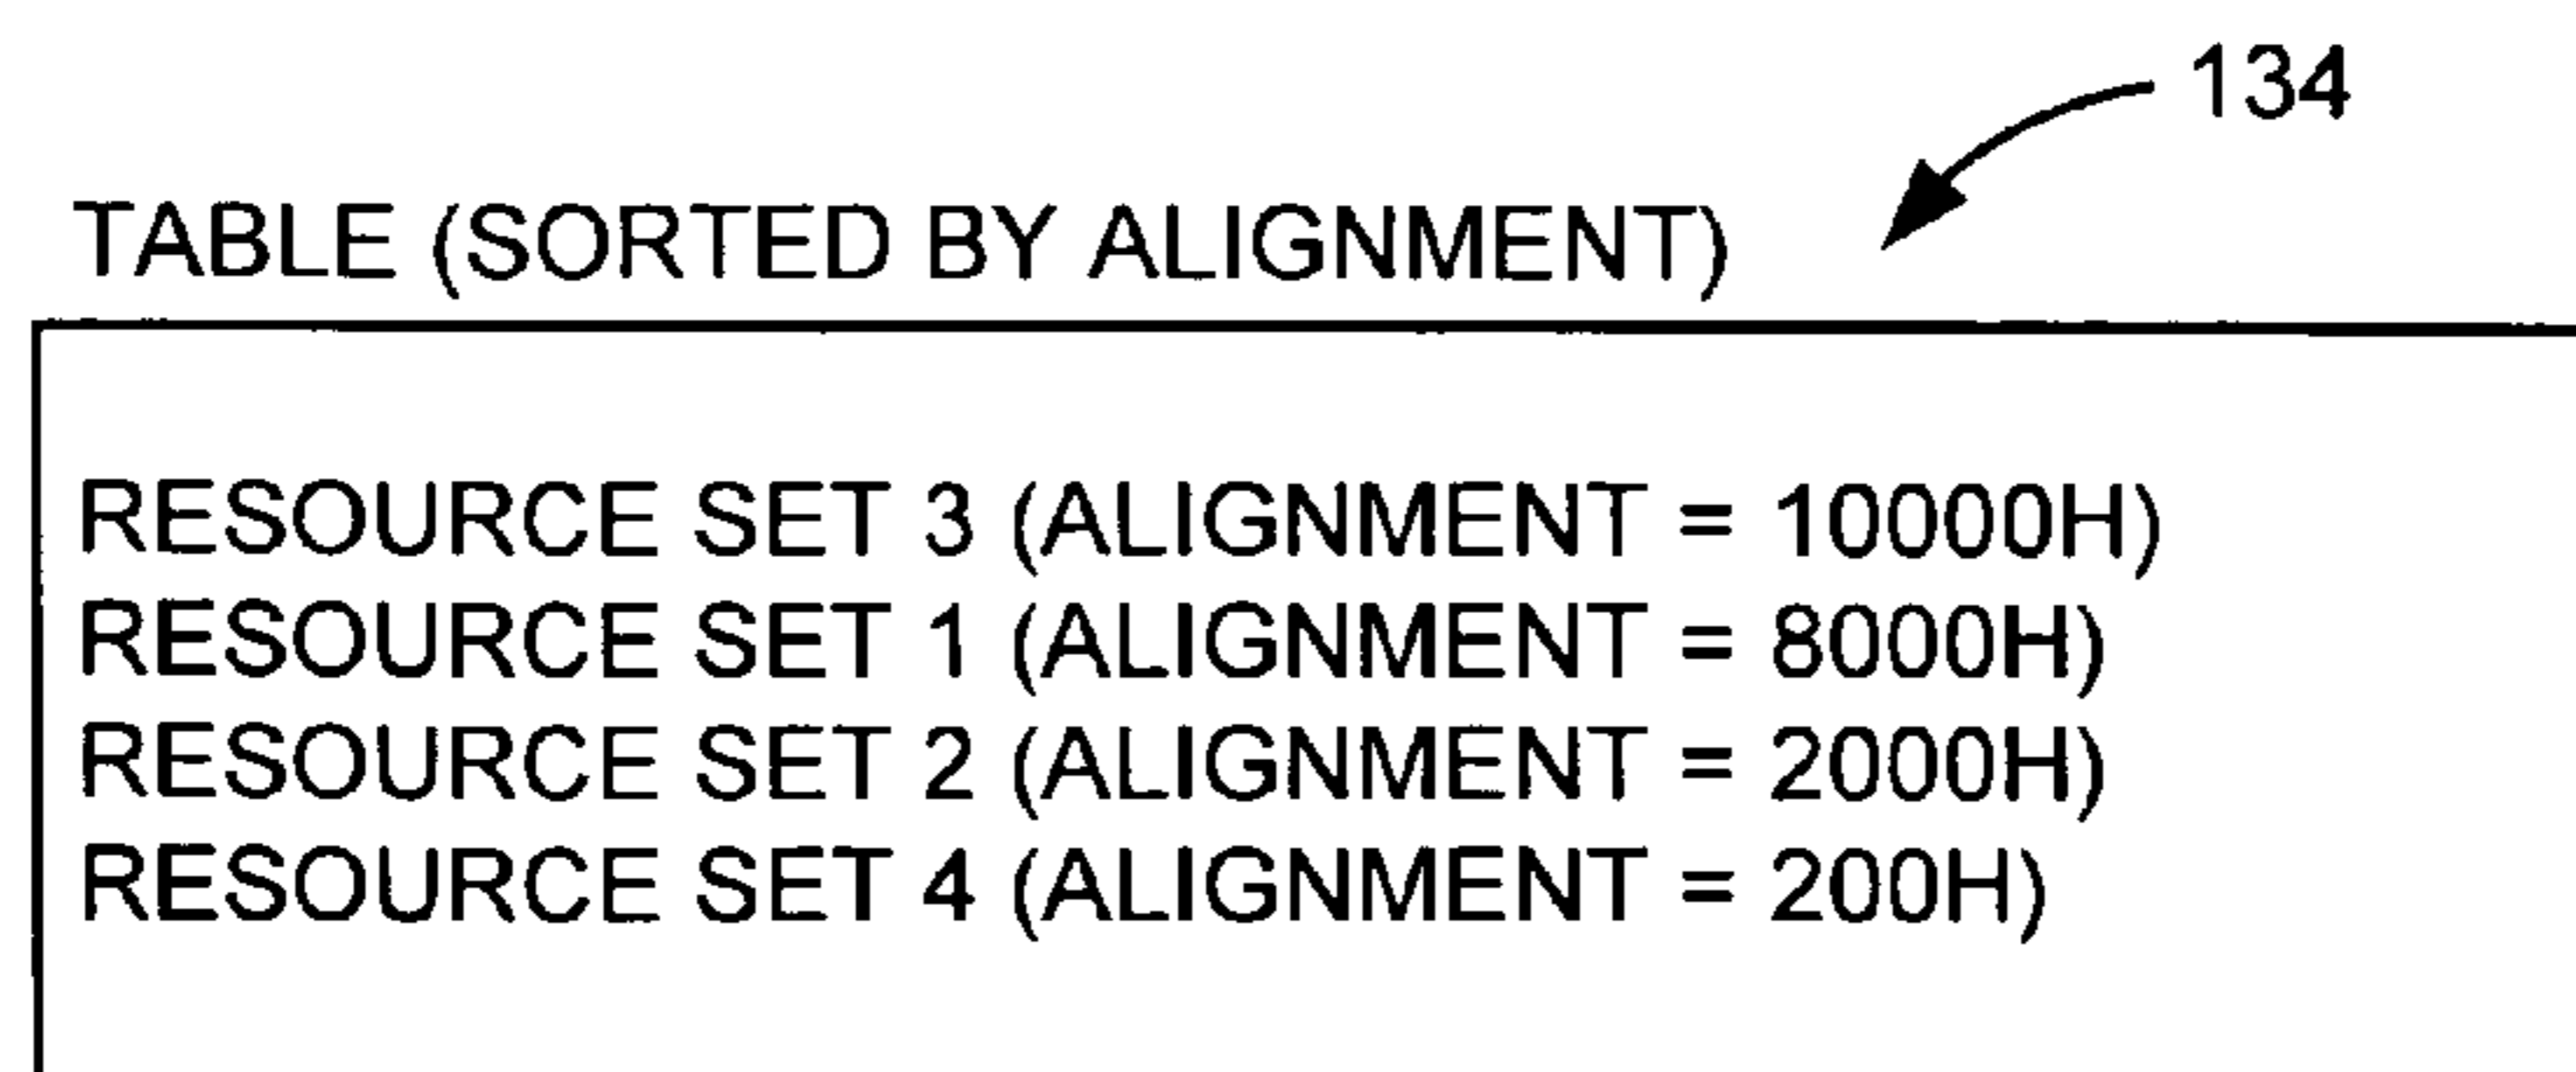 134
TABLE (SORTED BY ALIGNMENT)
RESOURCE SET 3 (ALIGNMENT = 10000H)
RESOURCE SET 1 (ALIGNMENT = 8000H)
RESOURCE SET 2 (ALIGNMENT = 2000H)
RESOURCE SET 4 (ALIGNMENT = 200H)